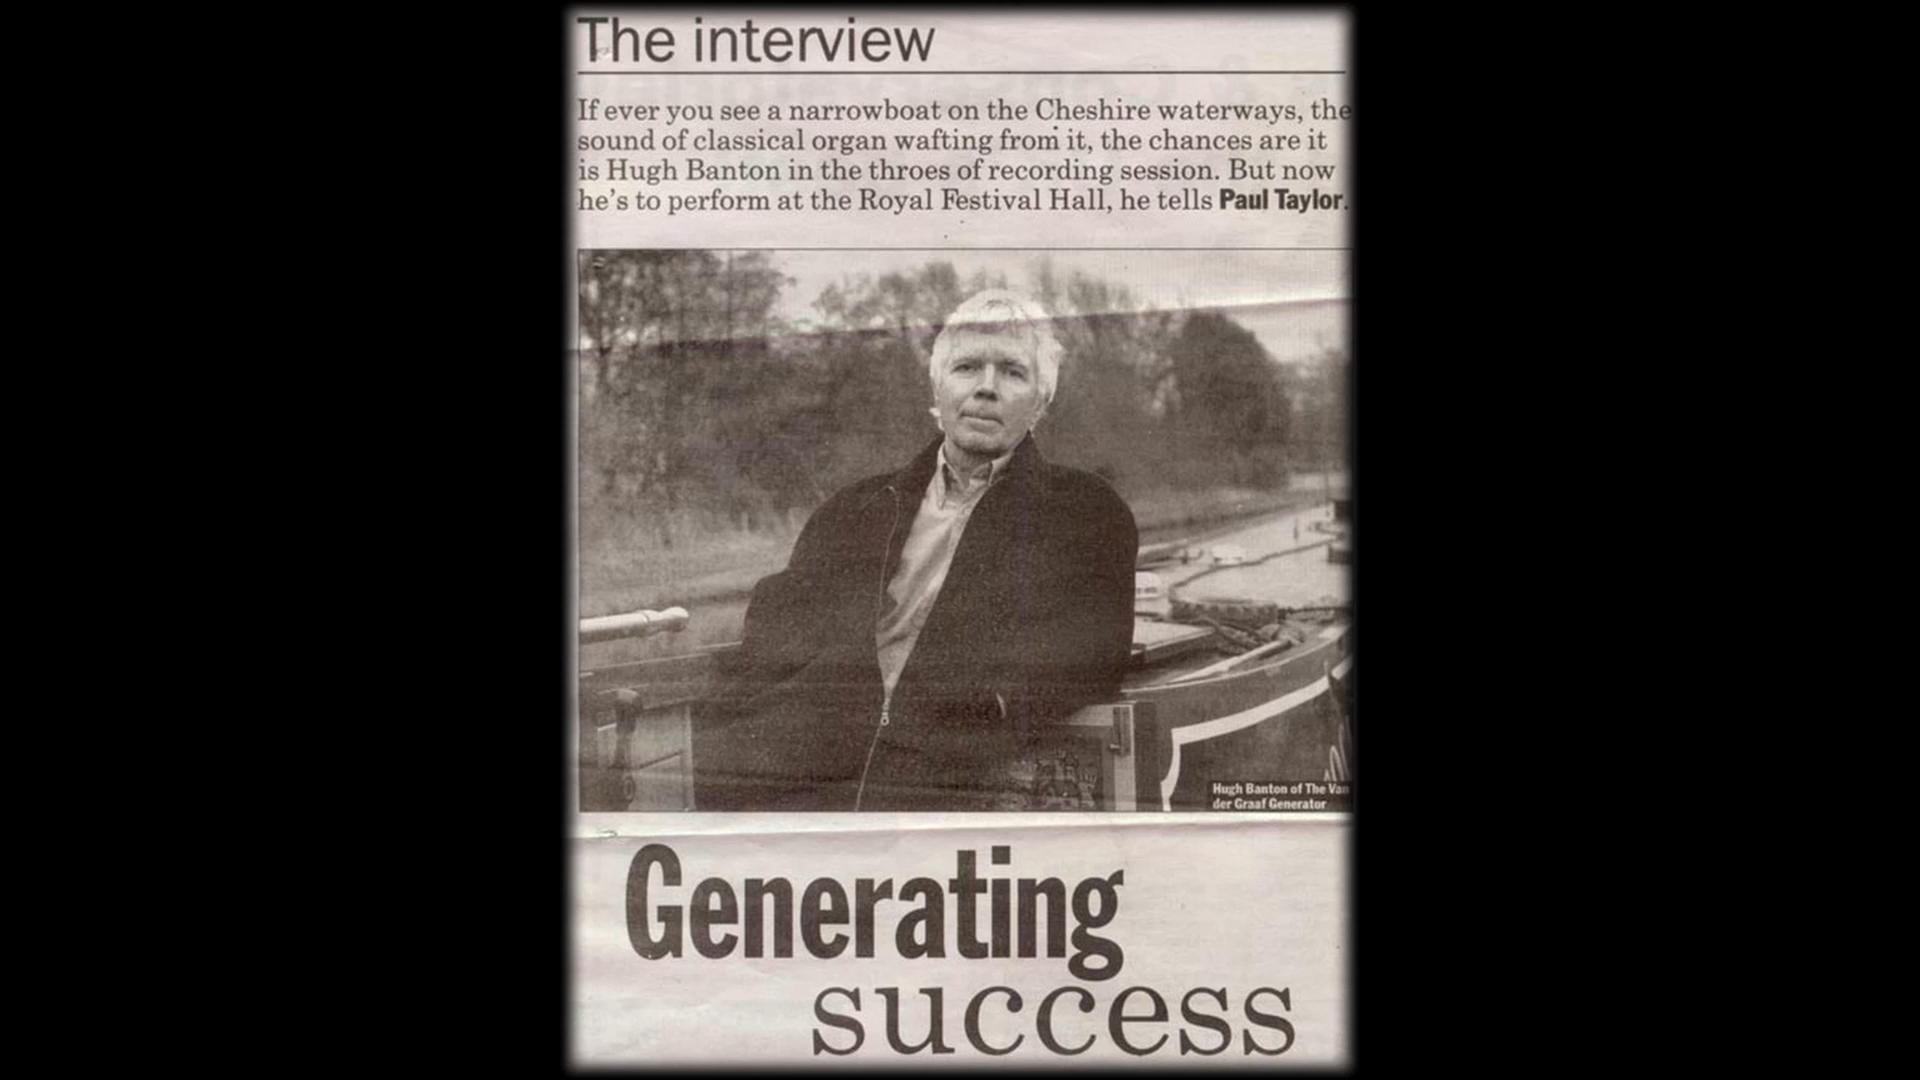 The interview
If ever you see a narrowboat on the Cheshire waterways, the
sound of classical organ wafting from it, the chances are it
is Hugh Banton in the throes of recording session. But now
he's to perform at the Royal Festival Hall, he tells Paul Taylor.
Hugh Banton of The Van
der Graaf Generator
Generating
success